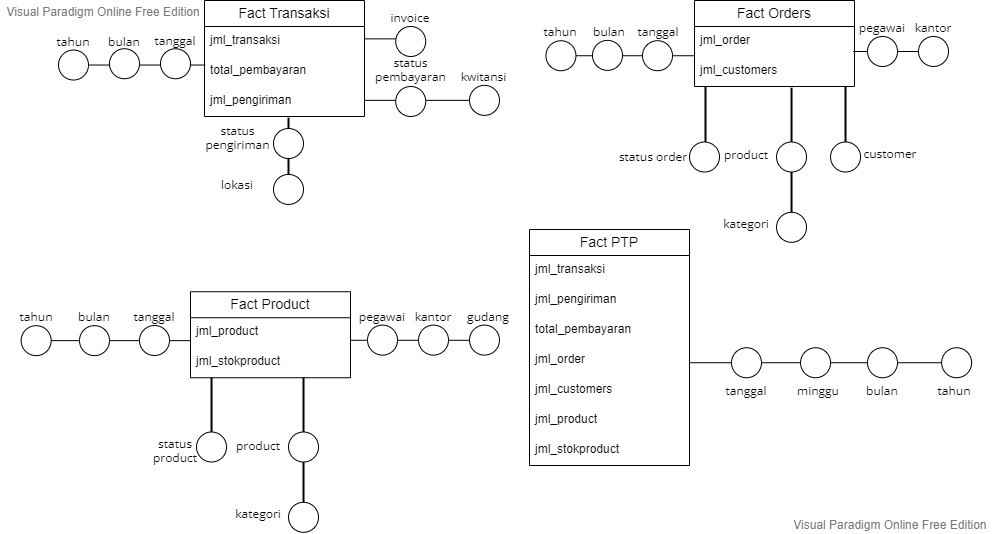 Visual Paradigm Online Free Edition
Fact Transaksi
jml_transaksi
total_pembayaran
jml_pengiriman
tahun
bulan
tanggal
invoice
status
pembayaran
kwitansi
status
pengiriman
lokasi
Fact Orders
jml_order
jml_customers
tahun
bulan
tanggal
pegawai
kantor
status order
product
customer
kategori
Fact Product
jml_product
jml_stokproduct
tahun
bulan
tanggal
pegawai
kantor
gudang
status
product
product
kategori
Fact PTP
jml_transaksi
jml_pengiriman
total_pembayaran
jml_order
jml_customers
jml_product
jml_stokproduct
tanggal
minggu
bulan
tahun
Visual Paradigm Online Free Edition